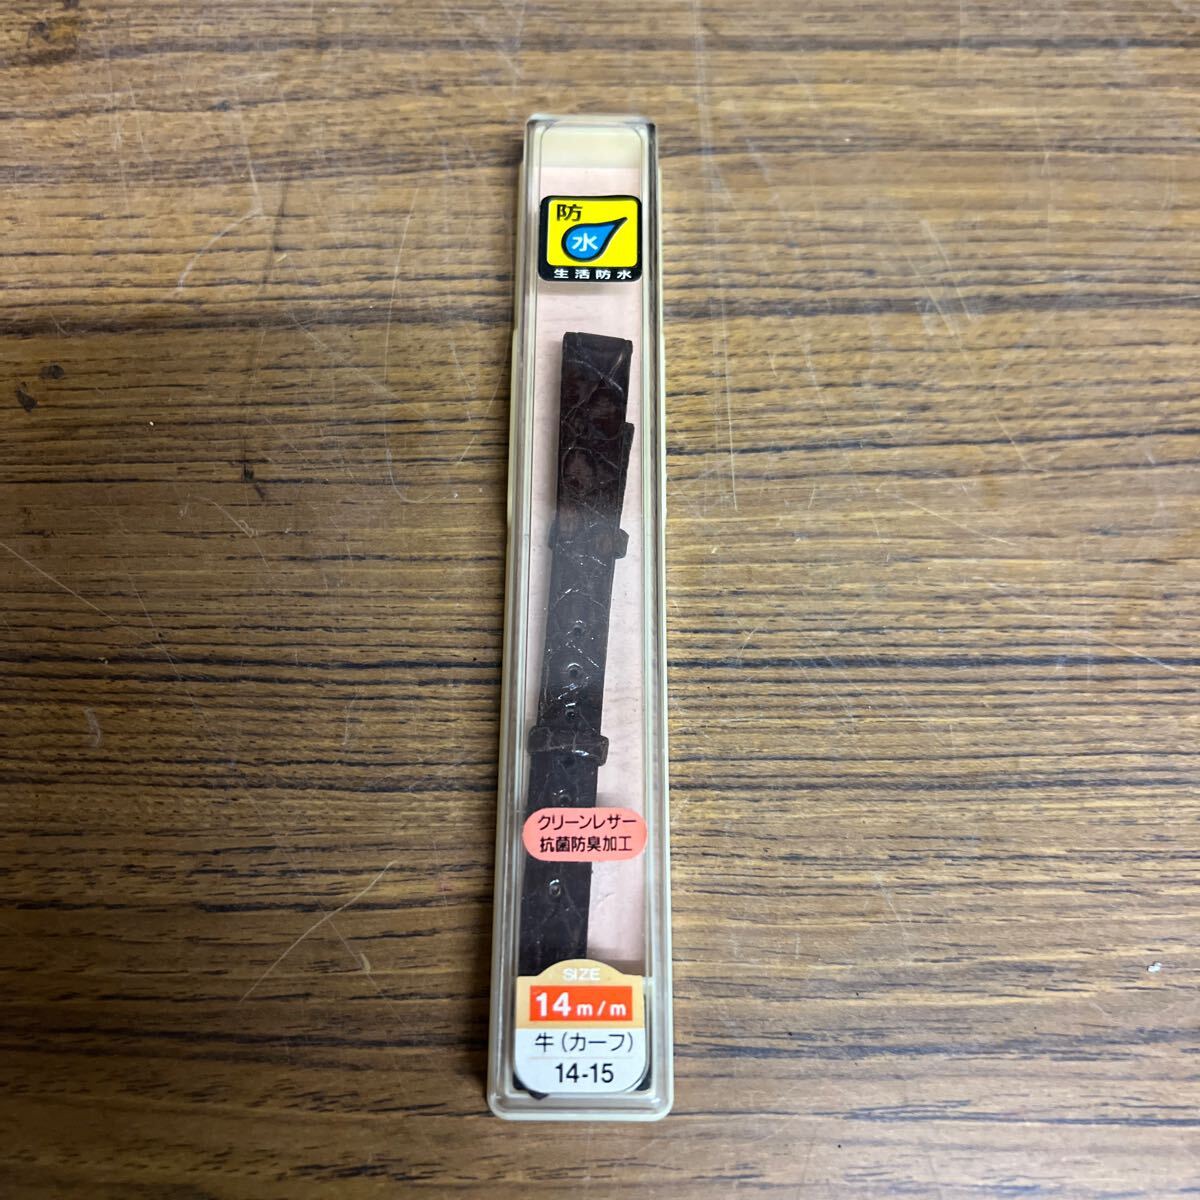 防
水
生活防水
クリーンレザー
抗菌防臭加工
SIZE
14m/m
牛(カーフ)
14-15